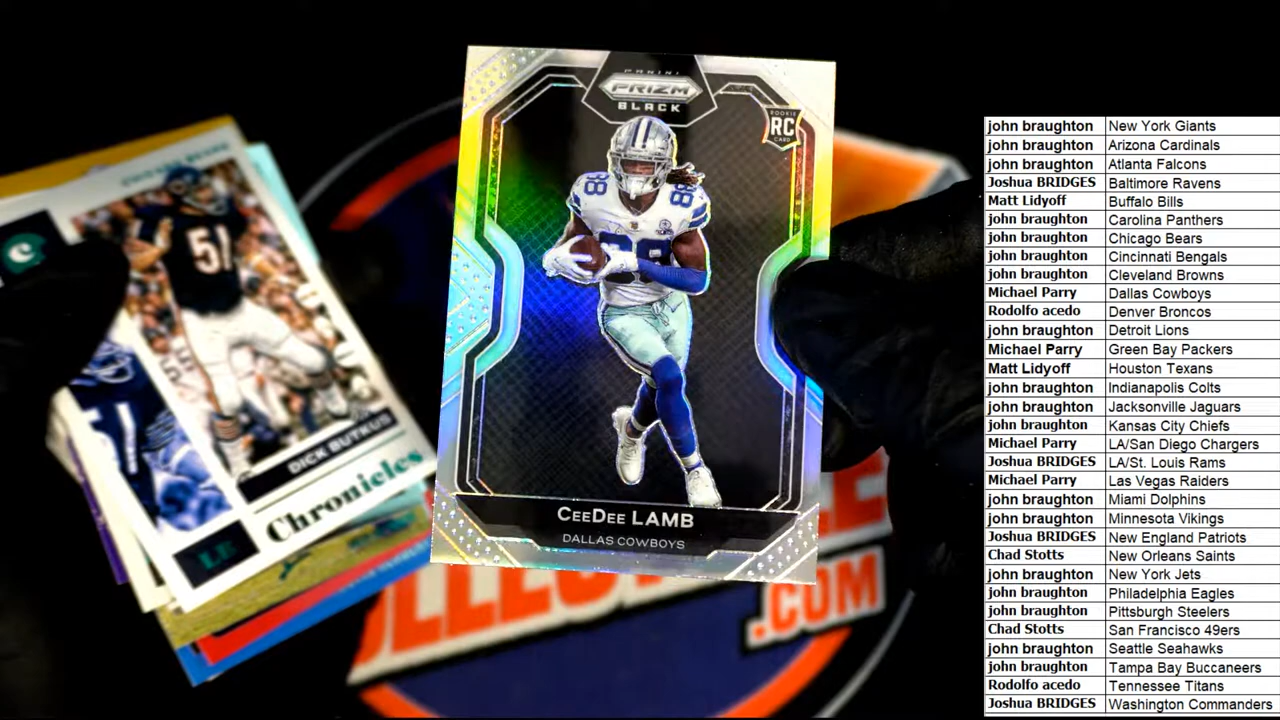 PANINI
PRIZM
BLACK
ROOKIE
RC
CARD
88
88
88
CEEDEE LAMB
DALLAS COWBOYS
C
51
DICK BUTKUS
Chronicles
.COM
john braughton New York Giants
john braughton Arizona Cardinals
john braughton Atlanta Falcons
Joshua BRIDGES Baltimore Ravens
Matt Lidyoff Buffalo Bills
john braughton Carolina Panthers
john braughton Chicago Bears
john braughton Cincinnati Bengals
john braughton Cleveland Browns
Michael Parry Dallas Cowboys
Rodolfo acedo Denver Broncos
john braughton Detroit Lions
Michael Parry Green Bay Packers
Matt Lidyoff Houston Texans
john braughton Indianapolis Colts
john braughton Jacksonville Jaguars
john braughton Kansas City Chiefs
Michael Parry LA/San Diego Chargers
Joshua BRIDGES LA/St. Louis Rams
Michael Parry Las Vegas Raiders
john braughton Miami Dolphins
john braughton Minnesota Vikings
Joshua BRIDGES New England Patriots
Chad Stotts New Orleans Saints
john braughton New York Jets
john braughton Philadelphia Eagles
john braughton Pittsburgh Steelers
Chad Stotts San Francisco 49ers
john braughton Seattle Seahawks
john braughton Tampa Bay Buccaneers
Rodolfo acedo Tennessee Titans
Joshua BRIDGES Washington Commanders